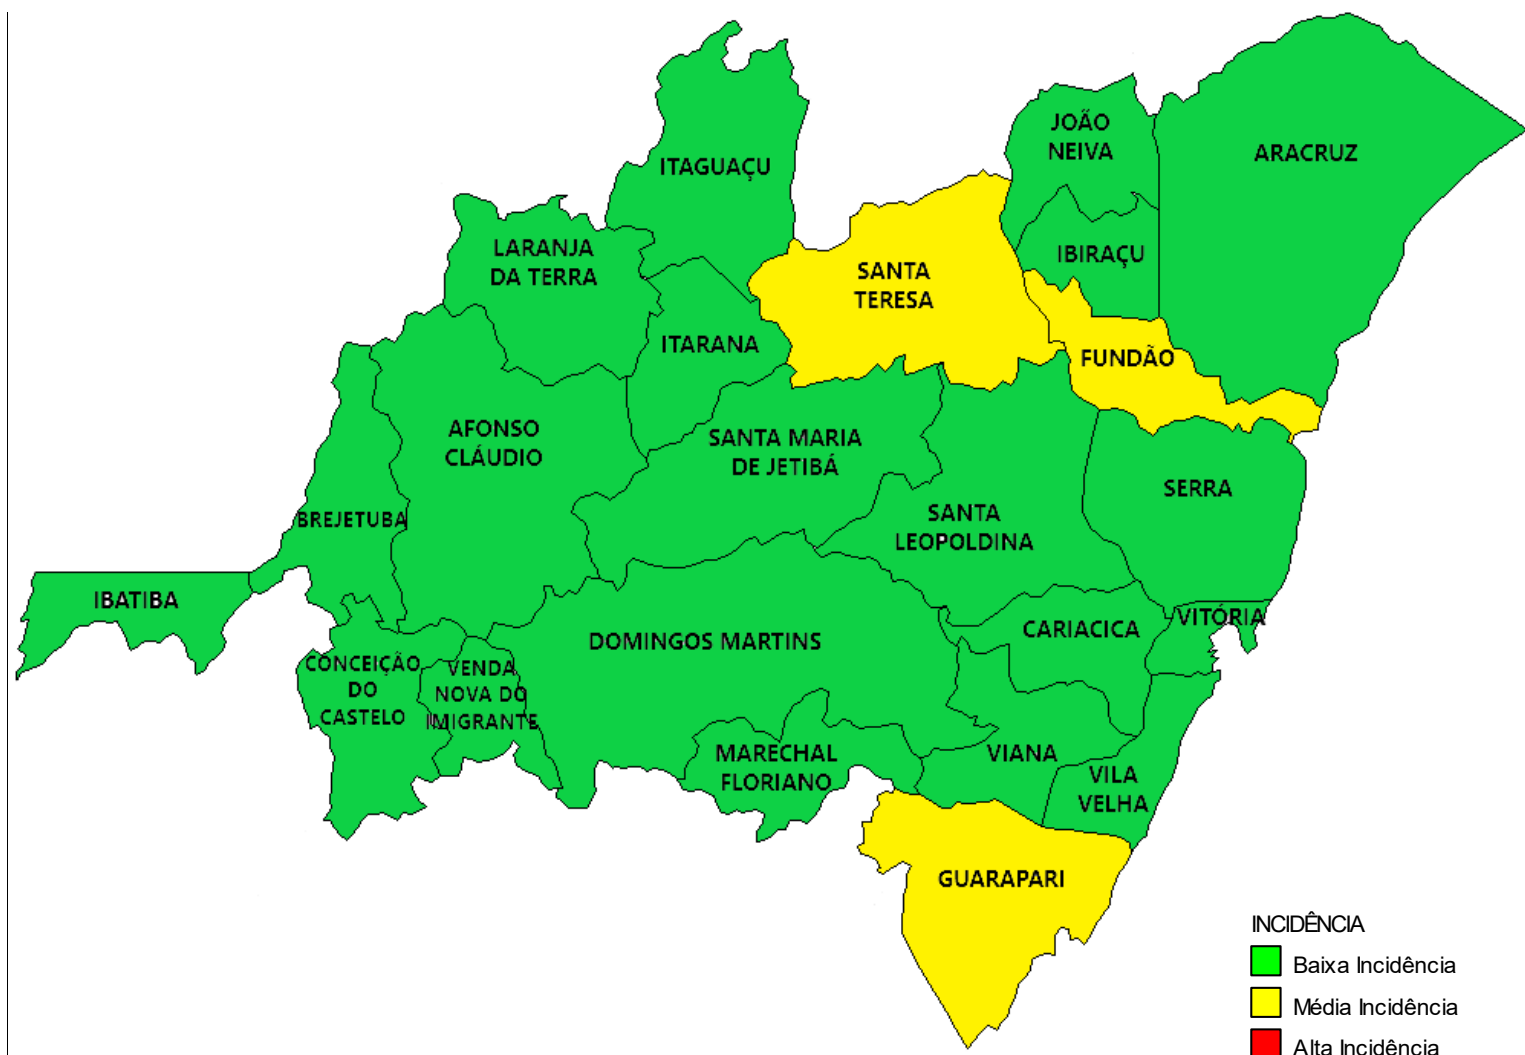 JOÃO
NEIVA
ARACRUZ
ITAGUAÇU
LARANJA
DA TERRA
SANTA
TERESA
IBIRAÇU
ITARANA
FUNDÃO
AFONSO
CLÁUDIO
SANTA MARIA
DE JETIBÁ
SERRA
BREJETUBA
SANTA
LEOPOLDINA
IBATIBA
DOMINGOS MARTINS
CARIACICA
VITÓRIA
CONCEIÇÃO
DO
CASTELO
VENDA
NOVA DO
IMIGRANTE
MARECHAL
FLORIANO
VIANA
VILA
VELHA
GUARAPARI
INCIDÊNCIA
Baixa Incidência
Média Incidência
Alta Incidência